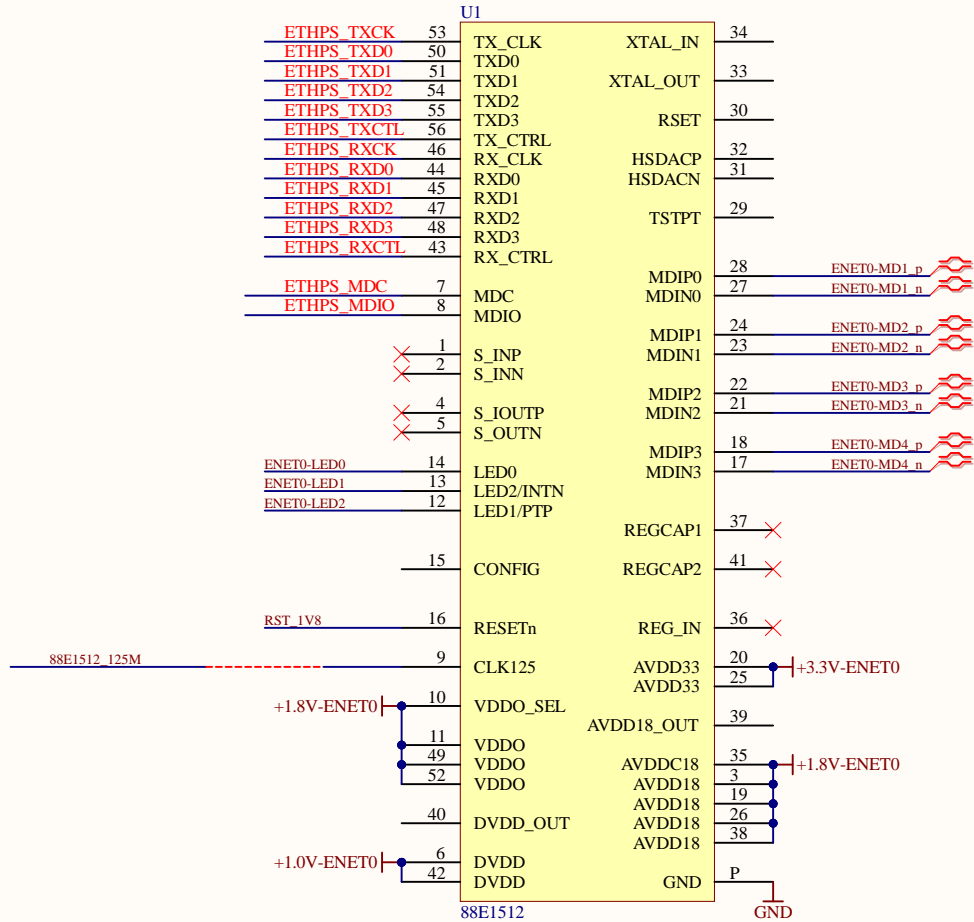 U1
ETHPS_TXCK 53 TX_CLK XTAL_IN 34
ETHPS_TXD0 50 TXD0
ETHPS_TXD1 51 TXD1 XTAL_OUT 33
ETHPS_TXD2 54 TXD2
ETHPS_TXD3 55 TXD3 RSET 30
ETHPS_TXCTL 56 TX_CTRL
ETHPS_RXCK 46 RX_CLK HSDACP 32
ETHPS_RXD0 44 RXD0 HSDACN 31
ETHPS_RXD1 45 RXD1
ETHPS_RXD2 47 RXD2 TSTPT 29
ETHPS_RXD3 48 RXD3
ETHPS_RXCTL 43 RX_CTRL
MDIP0 28 ENET0-MD1_p
ETHPS_MDC 7 MDC MDIN0 27 ENET0-MD1_n
ETHPS_MDIO 8 MDIO
MDIP1 24 ENET0-MD2_p
1 S_INP MDIN1 23 ENET0-MD2_n
2 S_INN
MDIP2 22 ENET0-MD3_p
4 S_IOUTP MDIN2 21 ENET0-MD3_n
5 S_OUTN
MDIP3 18 ENET0-MD4_p
ENET0-LED0 14 LED0 MDIN3 17 ENET0-MD4_n
ENET0-LED1 13 LED2/INTN
ENET0-LED2 12 LED1/PTP
REGCAP1 37
15 CONFIG REGCAP2 41
RST_1V8 16 RESETn REG_IN 36
88E1512_125M 9 CLK125 AVDD33 20 +3.3V-ENET0
AVDD33 25
+1.8V-ENET0 10 VDDO_SEL
AVDD18_OUT 39
11 VDDO
49 VDDO AVDDC18 35 +1.8V-ENET0
52 VDDO AVDD18 3
AVDD18 19
40 DVDD_OUT AVDD18 26
AVDD18 38
+1.0V-ENET0 6 DVDD
42 DVDD GND P
88E1512 GND